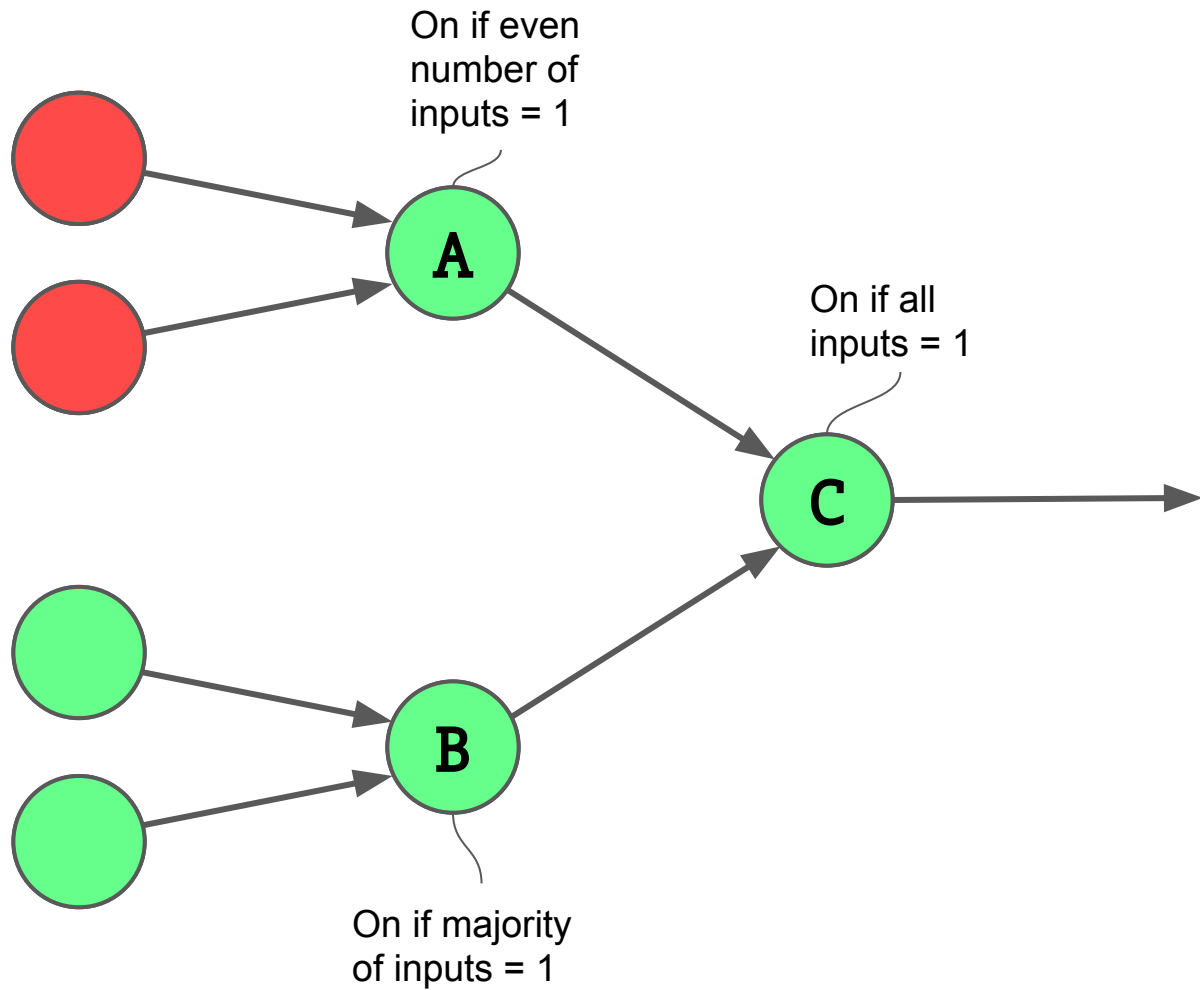 On if even
number of
inputs = 1
A
On if all
inputs = 1
C
B
On if majority
of inputs = 1